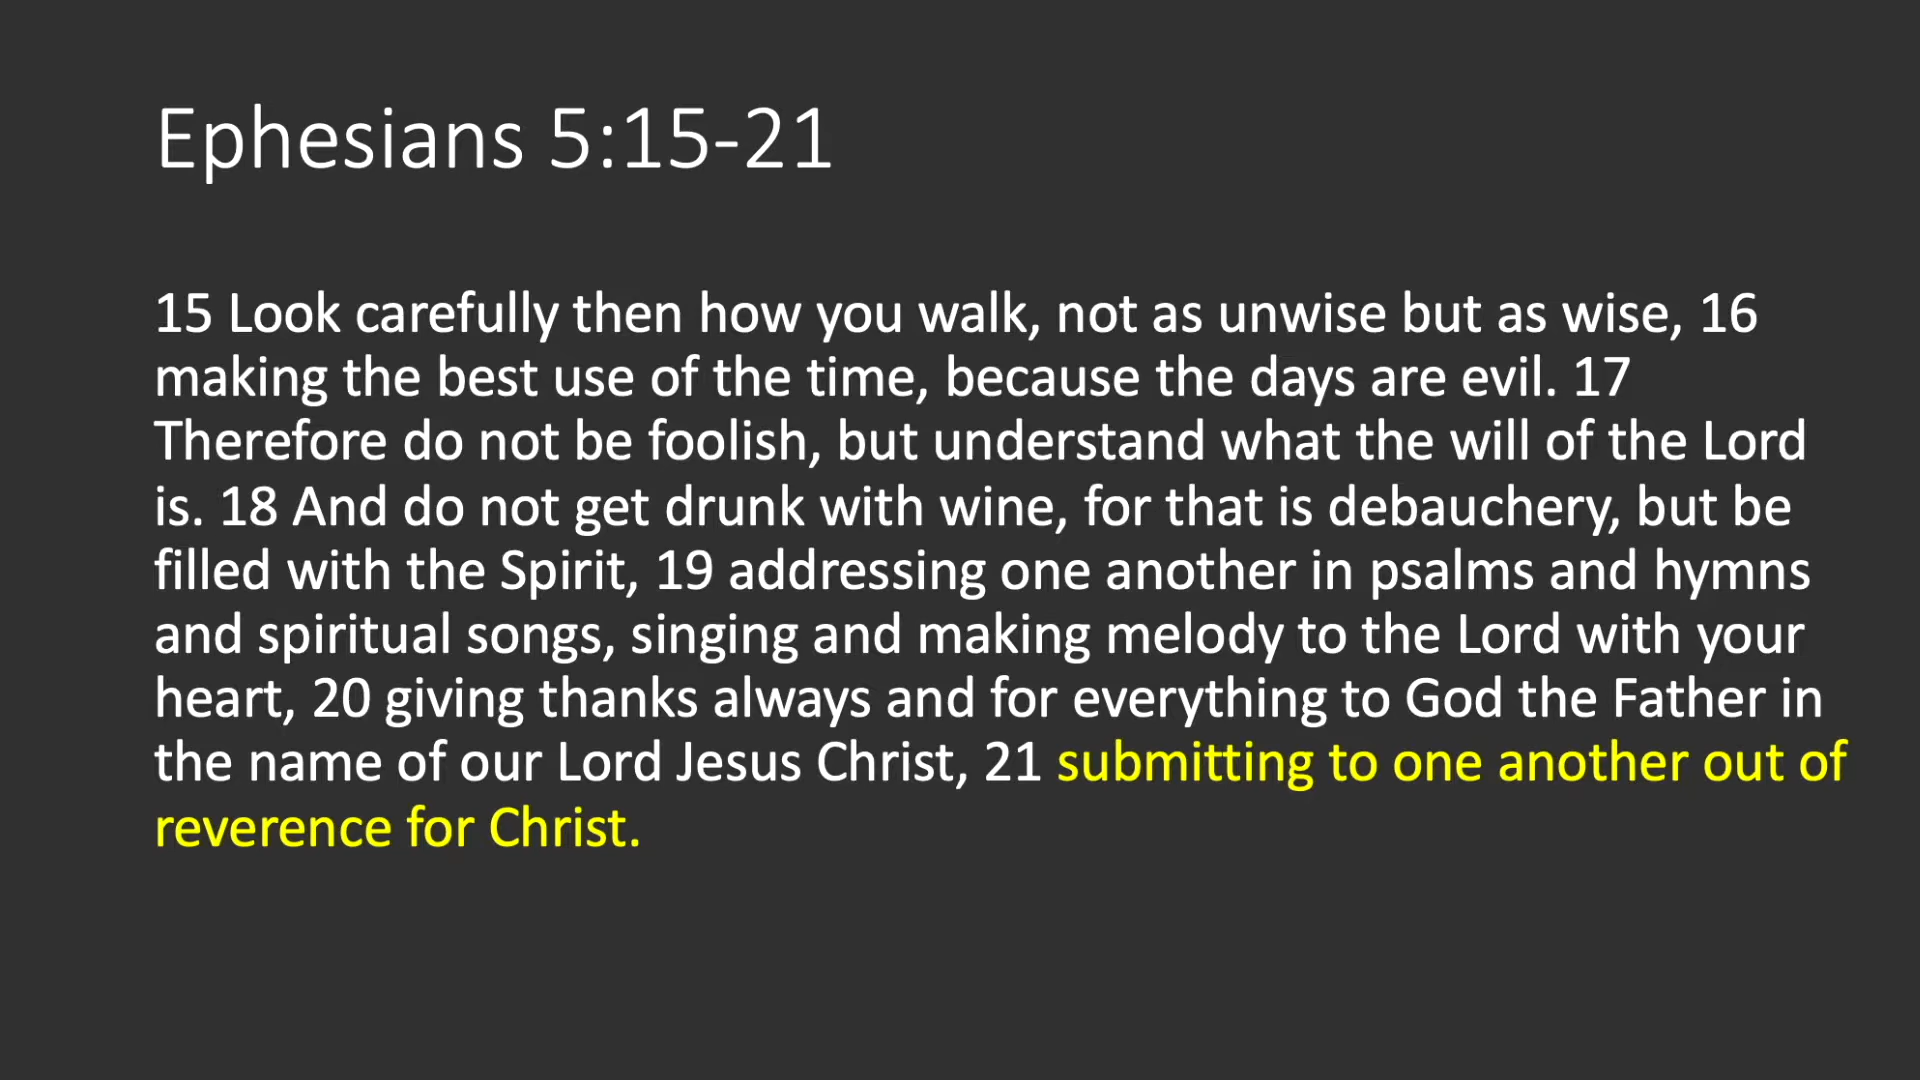 Ephesians 5:15-21
15 Look carefully then how you walk, not as unwise but as wise, 16
making the best use of the time, because the days are evil. 17
Therefore do not be foolish, but understand what the will of the Lord
is. 18 And do not get drunk with wine, for that is debauchery, but be
filled with the Spirit, 19 addressing one another in psalms and hymns
and spiritual songs, singing and making melody to the Lord with your
heart, 20 giving thanks always and for everything to God the Father in
the name of our Lord Jesus Christ, 21 submitting to one another out of
reverence for Christ.